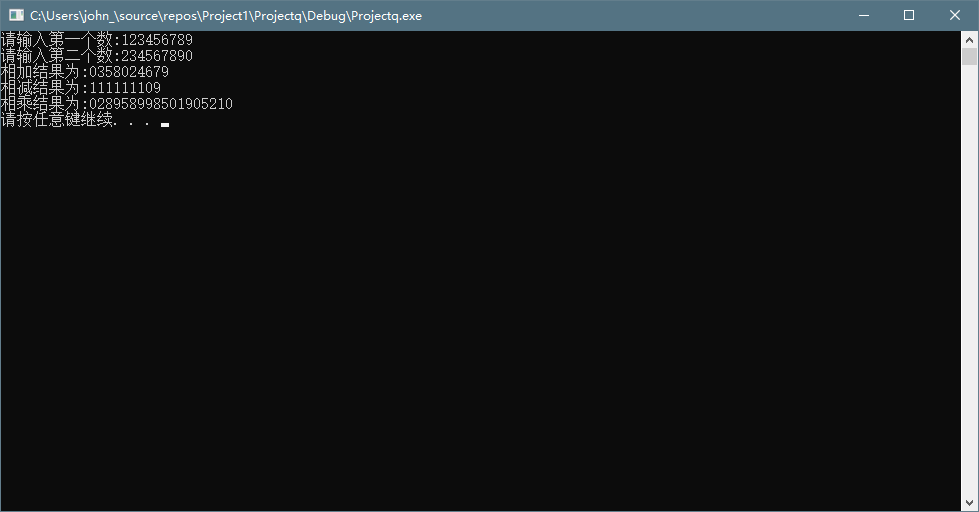 C:\Users\john_\source\repos\Project1\Projectq\Debug\Projectq.exe
请输入第一个数:123456789
请输入第二个数:234567890
相加结果为:0358024679
相减结果为:111111109
相乘结果为:028958998501905210
请按任意键继续. . .